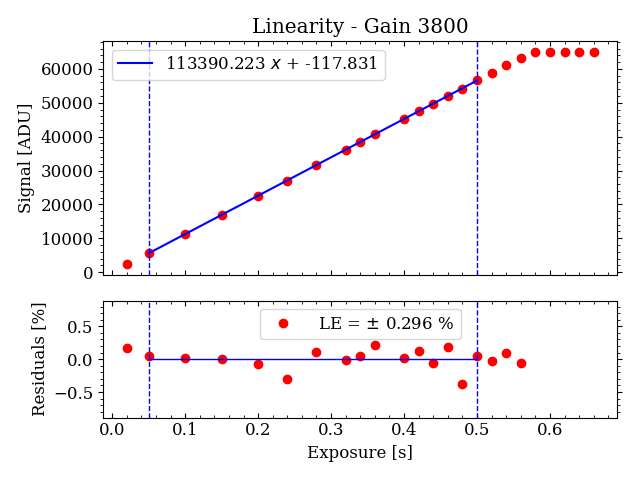 Linearity - Gain 3800
113390.223 x + -117.831
Signal [ADU]
60000
50000
40000
30000
20000
10000
0
LE = ± 0.296 %
Residuals [%]
0.5
0.0
−0.5
0.0 0.1 0.2 0.3 0.4 0.5 0.6
Exposure [s]